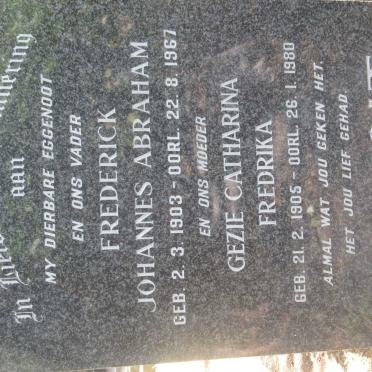 In Liefdevolle Herinnering
aan
MY DIERBARE EGGENOOT
EN ONS VADER
FREDERICK
JOHANNES ABRAHAM
GEB. 2. 3. 1903 - OORL. 22. 8. 1967
EN ONS MOEDER
GEZIE CATHARINA
FREDRIKA
GEB. 21. 2. 1905 - OORL. 26. 1. 1980
ALMAL WAT JOU GEKEN HET,
HET JOU LIEF GEHAD.